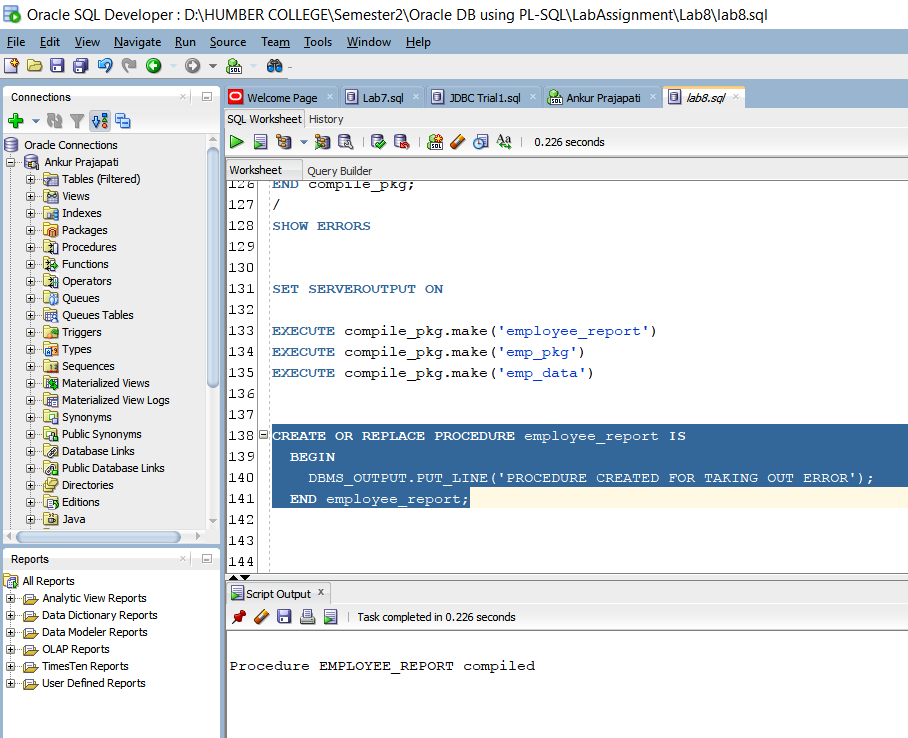 Oracle SQL Developer : D:\HUMBER COLLEGE\Semester2\Oracle DB using PL-SQL\LabAssignment\Lab8\lab8.sql
File Edit View Navigate Run Source Team Tools Window Help
Connections
Oracle Connections
Ankur Prajapati
Tables (Filtered)
Views
Indexes
Packages
Procedures
Functions
Operators
Queues
Queues Tables
Triggers
Types
Sequences
Materialized Views
Materialized View Logs
Synonyms
Public Synonyms
Database Links
Public Database Links
Directories
Editions
Java
Reports
All Reports
Analytic View Reports
Data Dictionary Reports
Data Modeler Reports
OLAP Reports
TimesTen Reports
User Defined Reports
Welcome Page Lab7.sql JDBC Trial1.sql Ankur Prajapati lab8.sql
SQL Worksheet History
0.226 seconds
Worksheet Query Builder
126 END compile_pkg;
127 /
128 SHOW ERRORS
129
130
131 SET SERVEROUTPUT ON
132
133 EXECUTE compile_pkg.make('employee_report')
134 EXECUTE compile_pkg.make('emp_pkg')
135 EXECUTE compile_pkg.make('emp_data')
136
137
138 CREATE OR REPLACE PROCEDURE employee_report IS
139 BEGIN
140 DBMS_OUTPUT.PUT_LINE('PROCEDURE CREATED FOR TAKING OUT ERROR');
141 END employee_report;
142
143
144
Script Output
Task completed in 0.226 seconds
Procedure EMPLOYEE_REPORT compiled